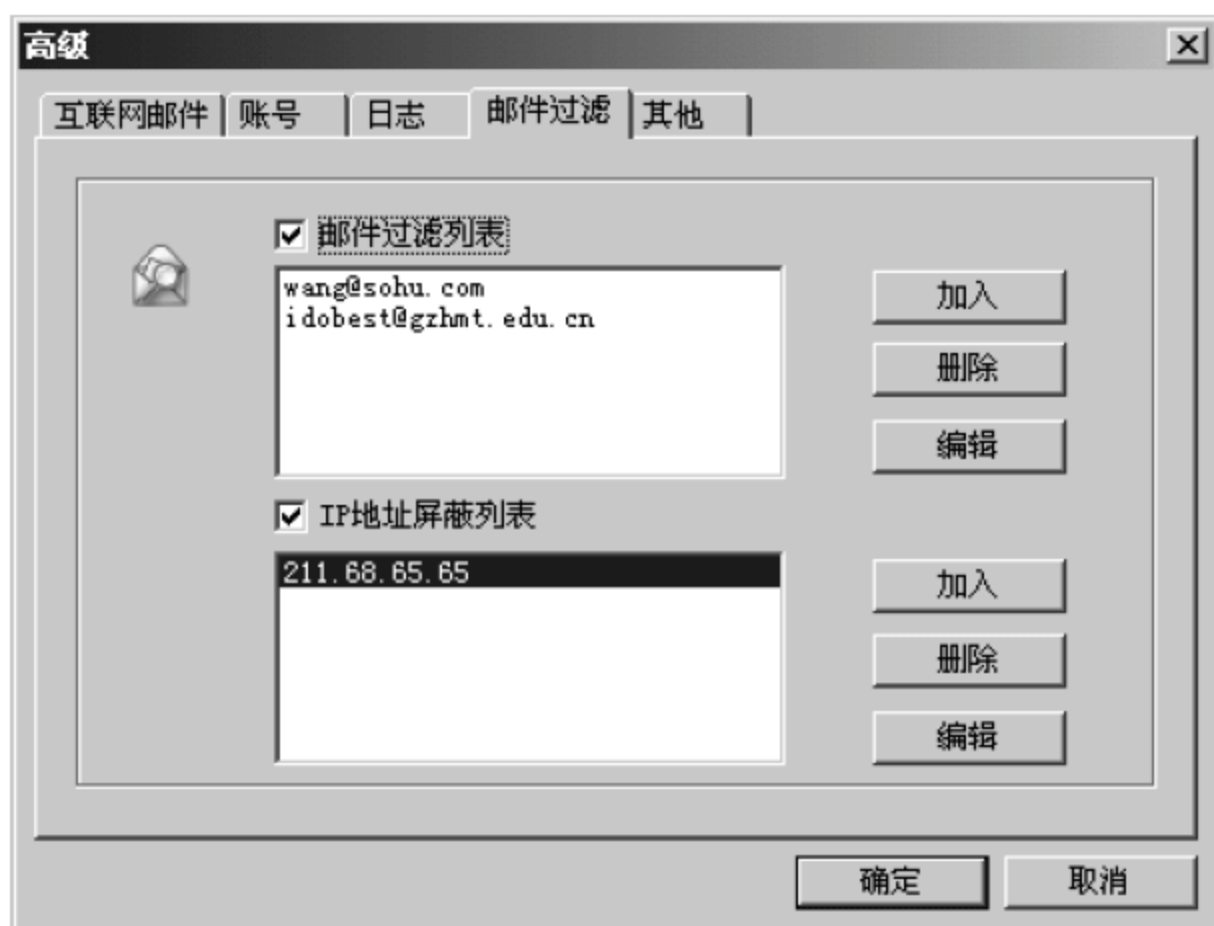 高级
互联网邮件 账号 日志 邮件过滤 其他
邮件过滤列表
wang@sohu.com
idobest@gzhmt.edu.cn
加入
删除
编辑
IP地址屏蔽列表
211.68.65.65
加入
删除
编辑
确定 取消